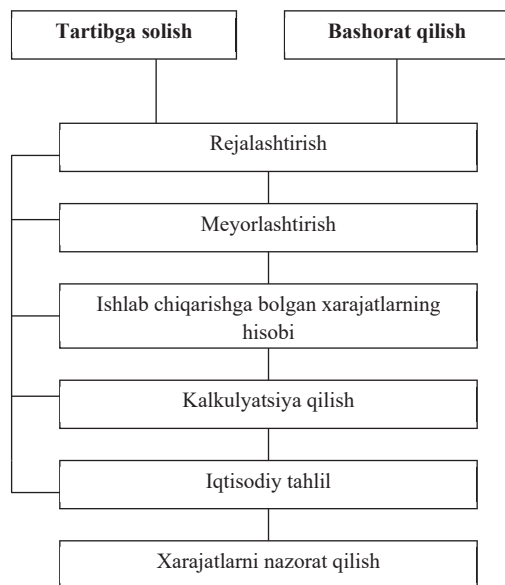 Tartibga solish
Bashorat qilish
Rejalashtirish
Meyorlashtirish
Ishlab chiqarishga bolgan xarajatlarning
hisobi
Kalkulyatsiya qilish
Iqtisodiy tahlil
Xarajatlarni nazorat qilish